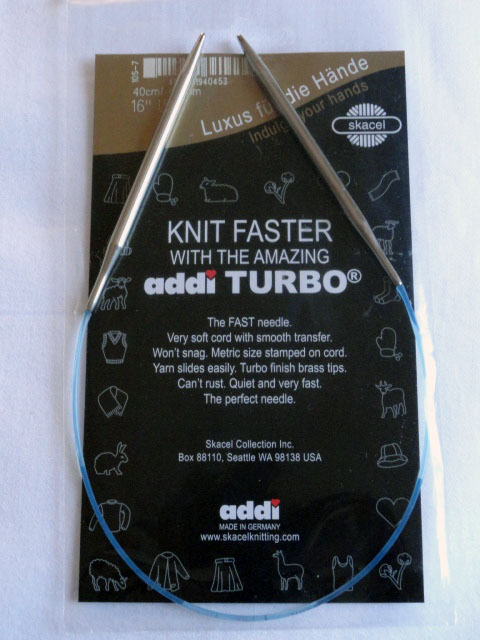 105-7
940453
40cm/
16"
Luxus für die Hände
Indulge your hands
skacel
KNIT FASTER
WITH THE AMAZING
addi TURBO®
The FAST needle.
Very soft cord with smooth transfer.
Won't snag. Metric size stamped on cord.
Yarn slides easily. Turbo finish brass tips.
Can't rust. Quiet and very fast.
The perfect needle.
Skacel Collection Inc.
Box 88110, Seattle WA 98138 USA
addi
MADE IN GERMANY
www.skacelknitting.com